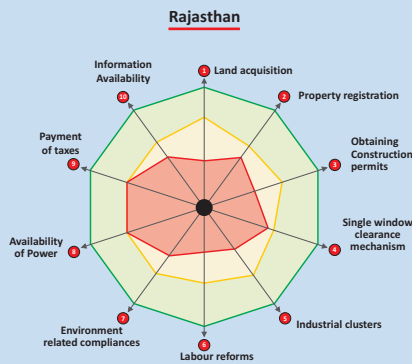 Rajasthan
1
Land acquisition
2
Property registration
3
Obtaining
Construction
permits
4
Single window
clearance
mechanism
5
Industrial clusters
6
Labour reforms
7
Environment
related compliances
8
Availability
of Power
9
Payment
of taxes
10
Information
Availability